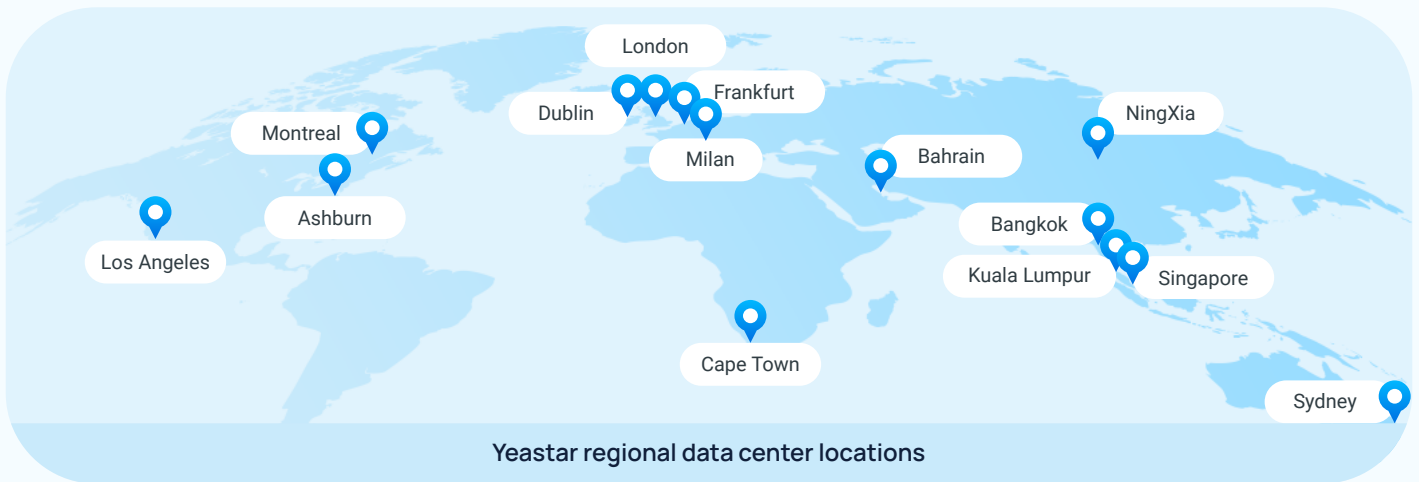 London
Frankfurt
Dublin
NingXia
Montreal
Milan
Bahrain
Ashburn
Bangkok
Los Angeles
Kuala Lumpur
Singapore
Cape Town
Sydney
Yeastar regional data center locations